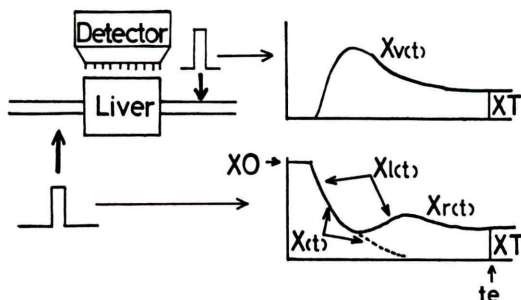 Detector
Liver
Xv(t)
XT
XO
Xl(t)
X(t)
Xr(t)
XT
te